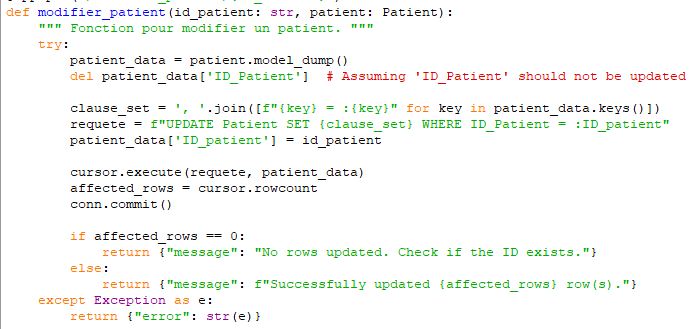 def modifier_patient(id_patient: str, patient: Patient):
    """ Fonction pour modifier un patient. """
    try:
        patient_data = patient.model_dump()
        del patient_data['ID_Patient']  # Assuming 'ID_Patient' should not be updated

        clause_set = ', '.join([f"{key} = :{key}" for key in patient_data.keys()])
        requete = f"UPDATE Patient SET {clause_set} WHERE ID_Patient = :ID_patient"
        patient_data['ID_patient'] = id_patient

        cursor.execute(requete, patient_data)
        affected_rows = cursor.rowcount
        conn.commit()

        if affected_rows == 0:
            return {"message": "No rows updated. Check if the ID exists."}
        else:
            return {"message": f"Successfully updated {affected_rows} row(s)."}
    except Exception as e:
        return {"error": str(e)}